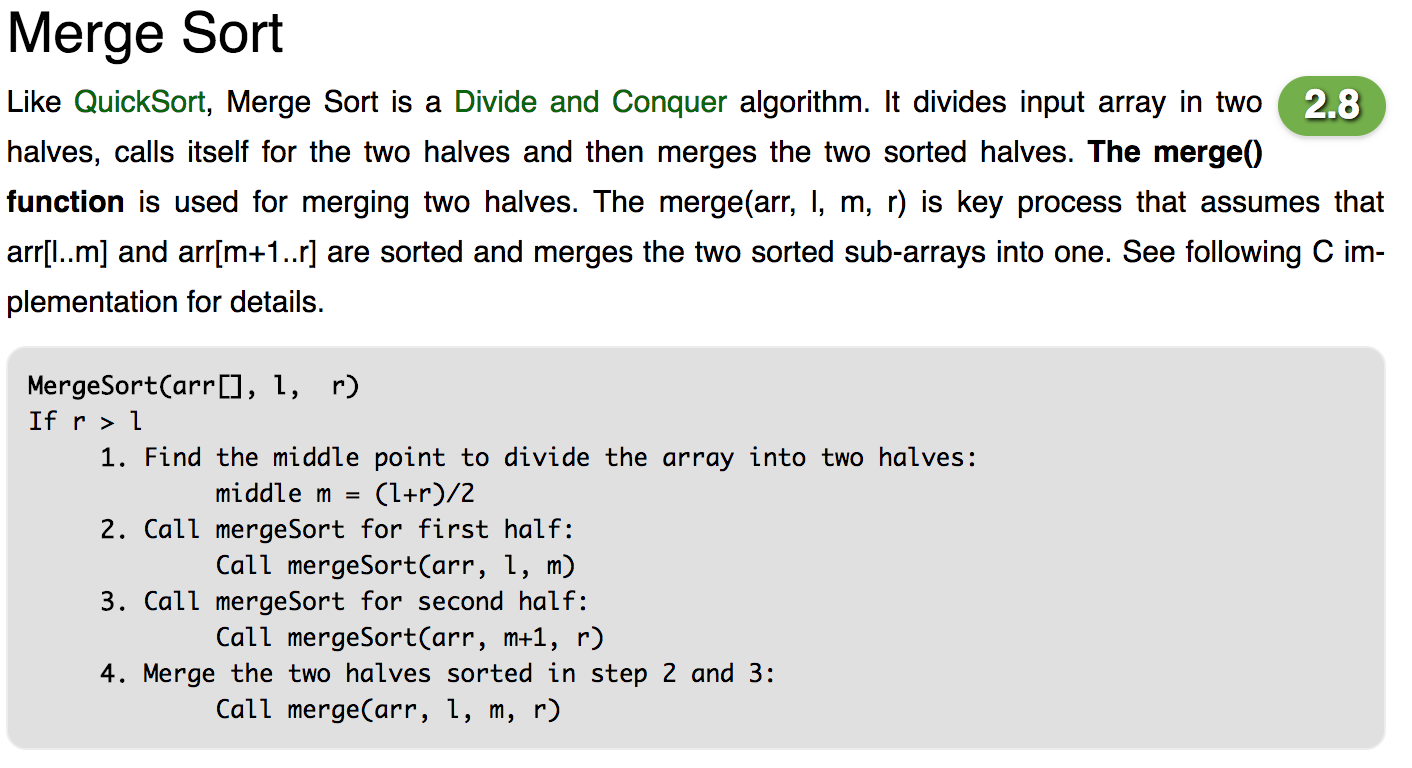 Merge Sort
Like QuickSort, Merge Sort is a Divide and Conquer algorithm. It divides input array in two
2.8
halves, calls itself for the two halves and then merges the two sorted halves. The merge()
function is used for merging two halves. The merge(arr, l, m, r) is key process that assumes that
arr[l..m] and arr[m+1..r] are sorted and merges the two sorted sub-arrays into one. See following C im-
plementation for details.
MergeSort(arr[], l,  r)
If r > l
     1. Find the middle point to divide the array into two halves:
             middle m = (l+r)/2
     2. Call mergeSort for first half:
             Call mergeSort(arr, l, m)
     3. Call mergeSort for second half:
             Call mergeSort(arr, m+1, r)
     4. Merge the two halves sorted in step 2 and 3:
             Call merge(arr, l, m, r)